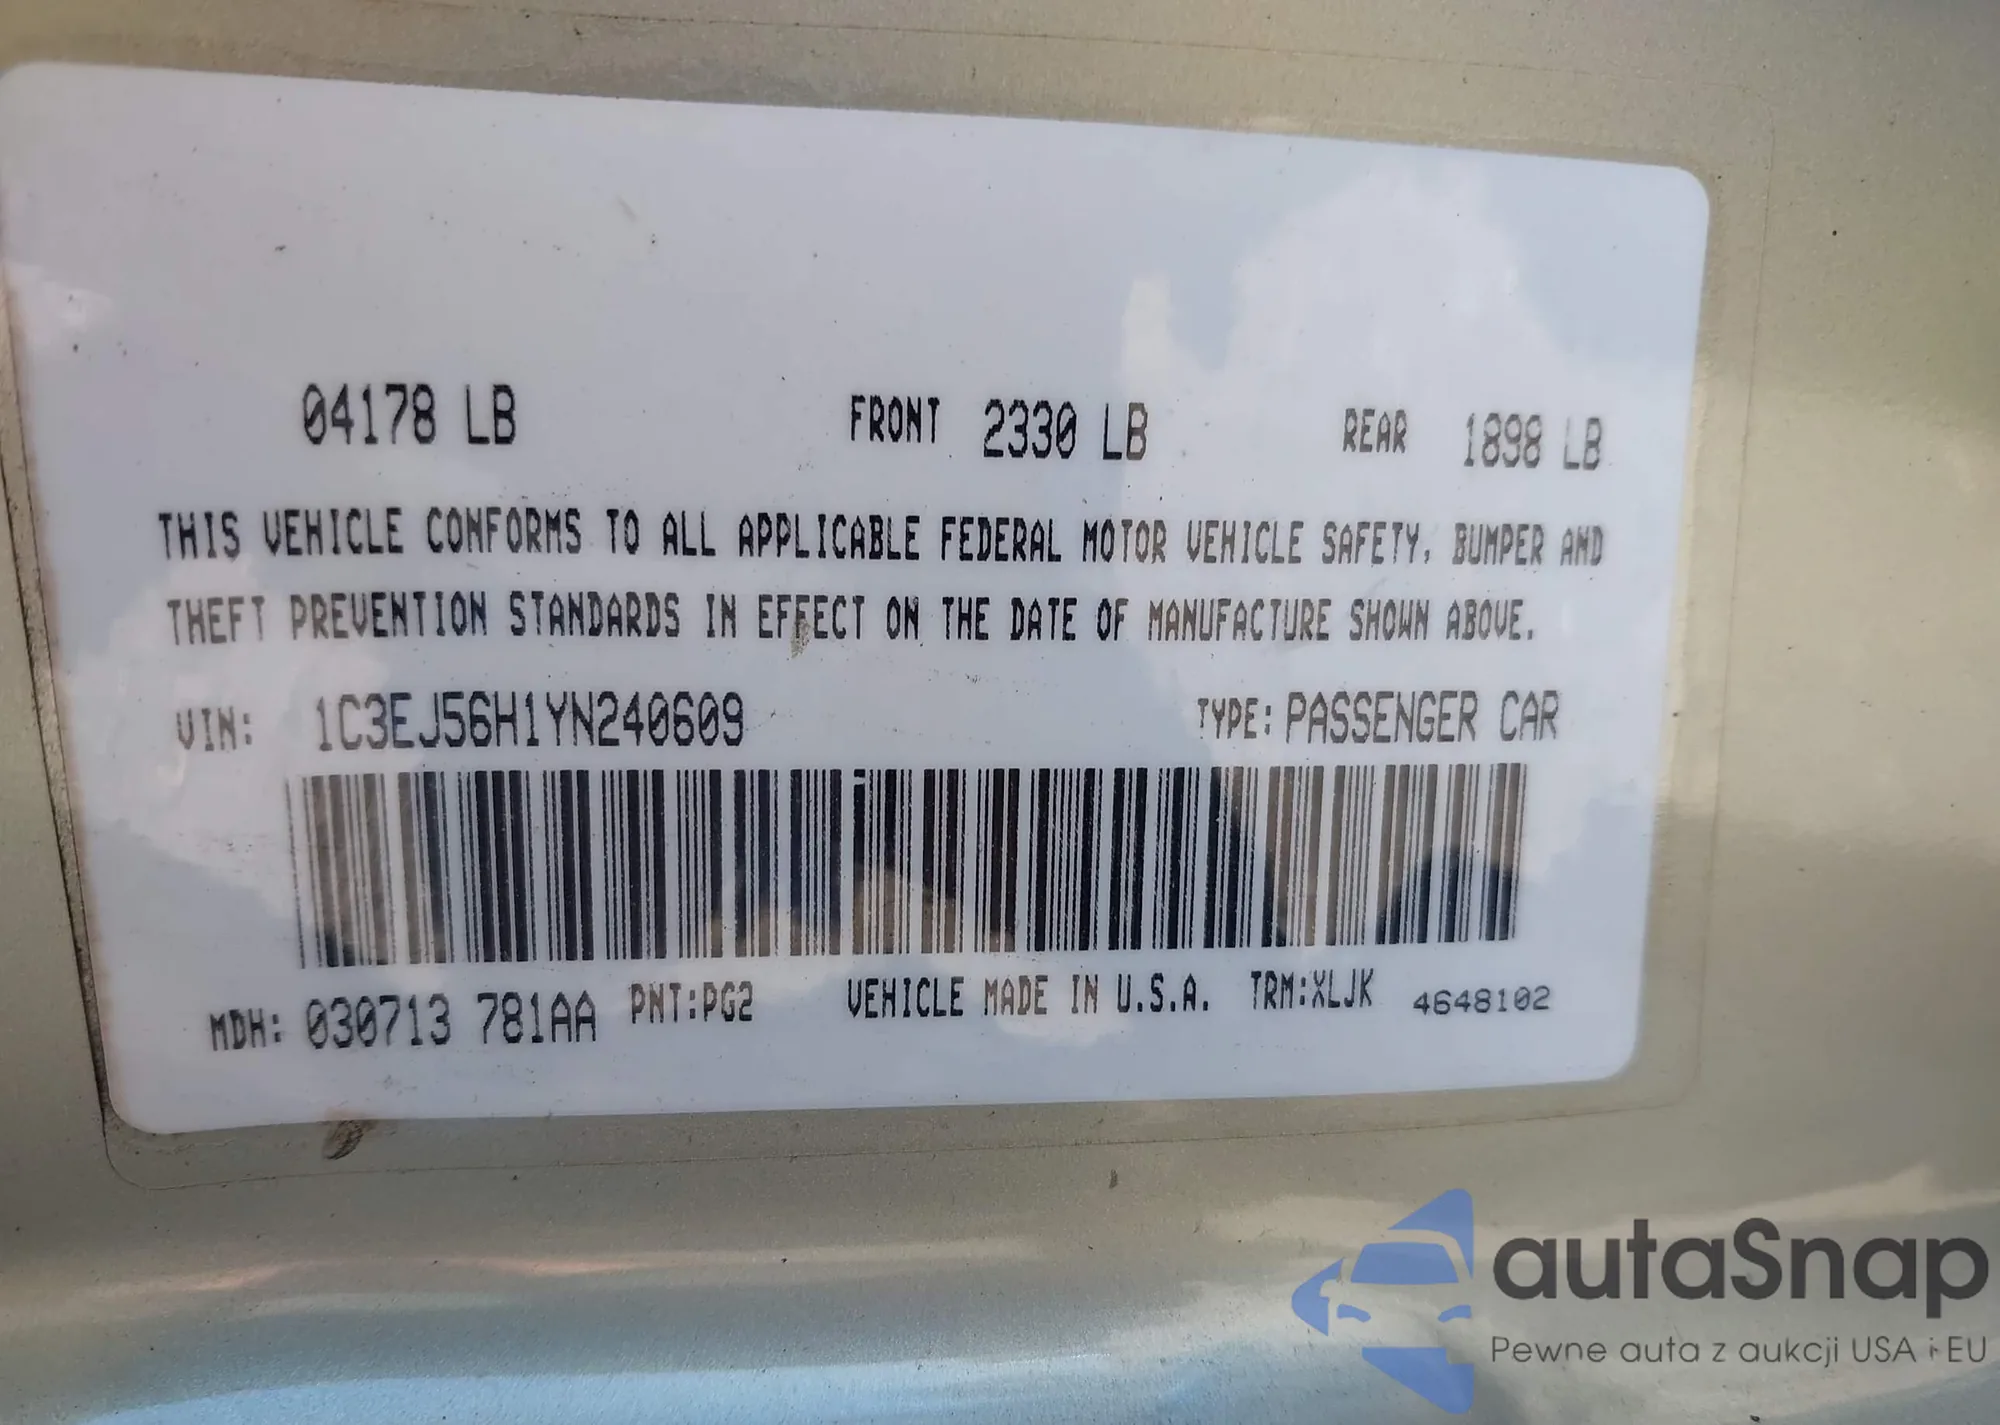 04178 LB FRONT 2330 LB REAR 1898 LB
THIS VEHICLE CONFORMS TO ALL APPLICABLE FEDERAL MOTOR VEHICLE SAFETY, BUMPER AND
THEFT PREVENTION STANDARDS IN EFFECT ON THE DATE OF MANUFACTURE SHOWN ABOVE.
VIN: 1C3EJ56H1YN240609 TYPE: PASSENGER CAR
MDH: 030713 781AA PNT:PG2 VEHICLE MADE IN U.S.A. TRM:XLJK 4648102
autaSnap
Pewne auta z aukcji USA i EU